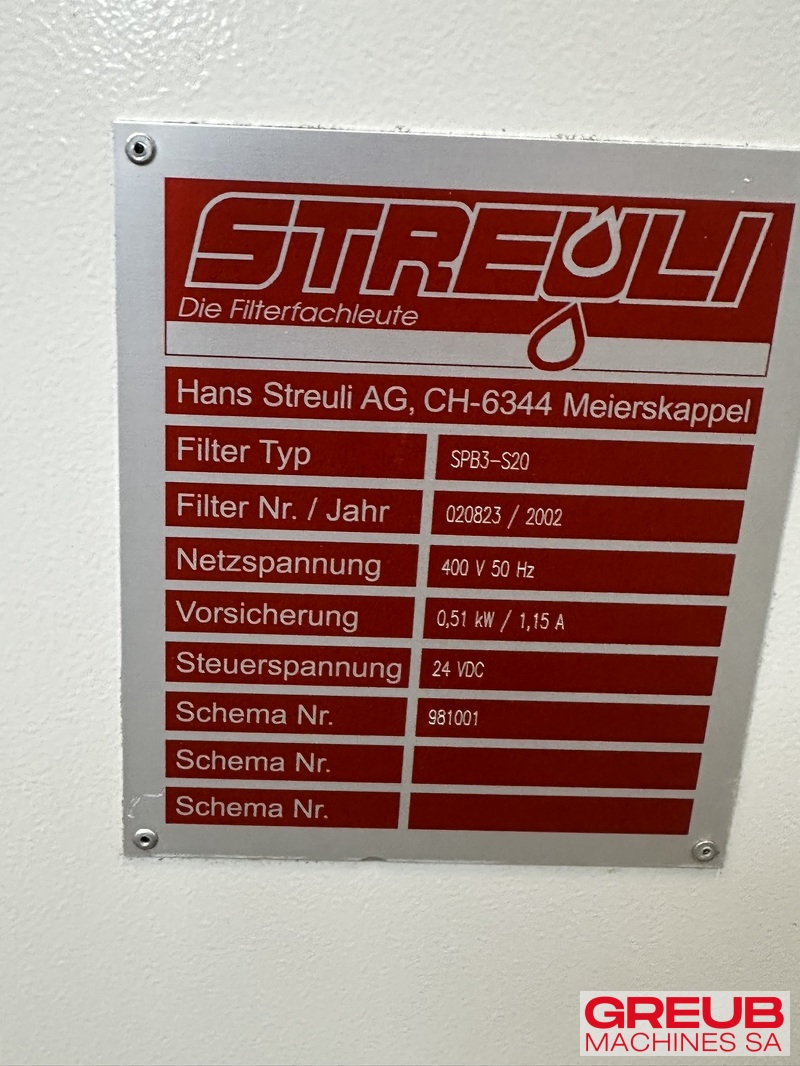 STREULI
Die Filterfachleute
Hans Streuli AG, CH-6344 Meierskappel
Filter Typ SPB3-S20
Filter Nr. / Jahr 020823 / 2002
Netzspannung 400 V 50 Hz
Vorsicherung 0,51 kW / 1,15 A
Steuerspannung 24 VDC
Schema Nr. 981001
Schema Nr.
Schema Nr.
GREUB
MACHINES SA